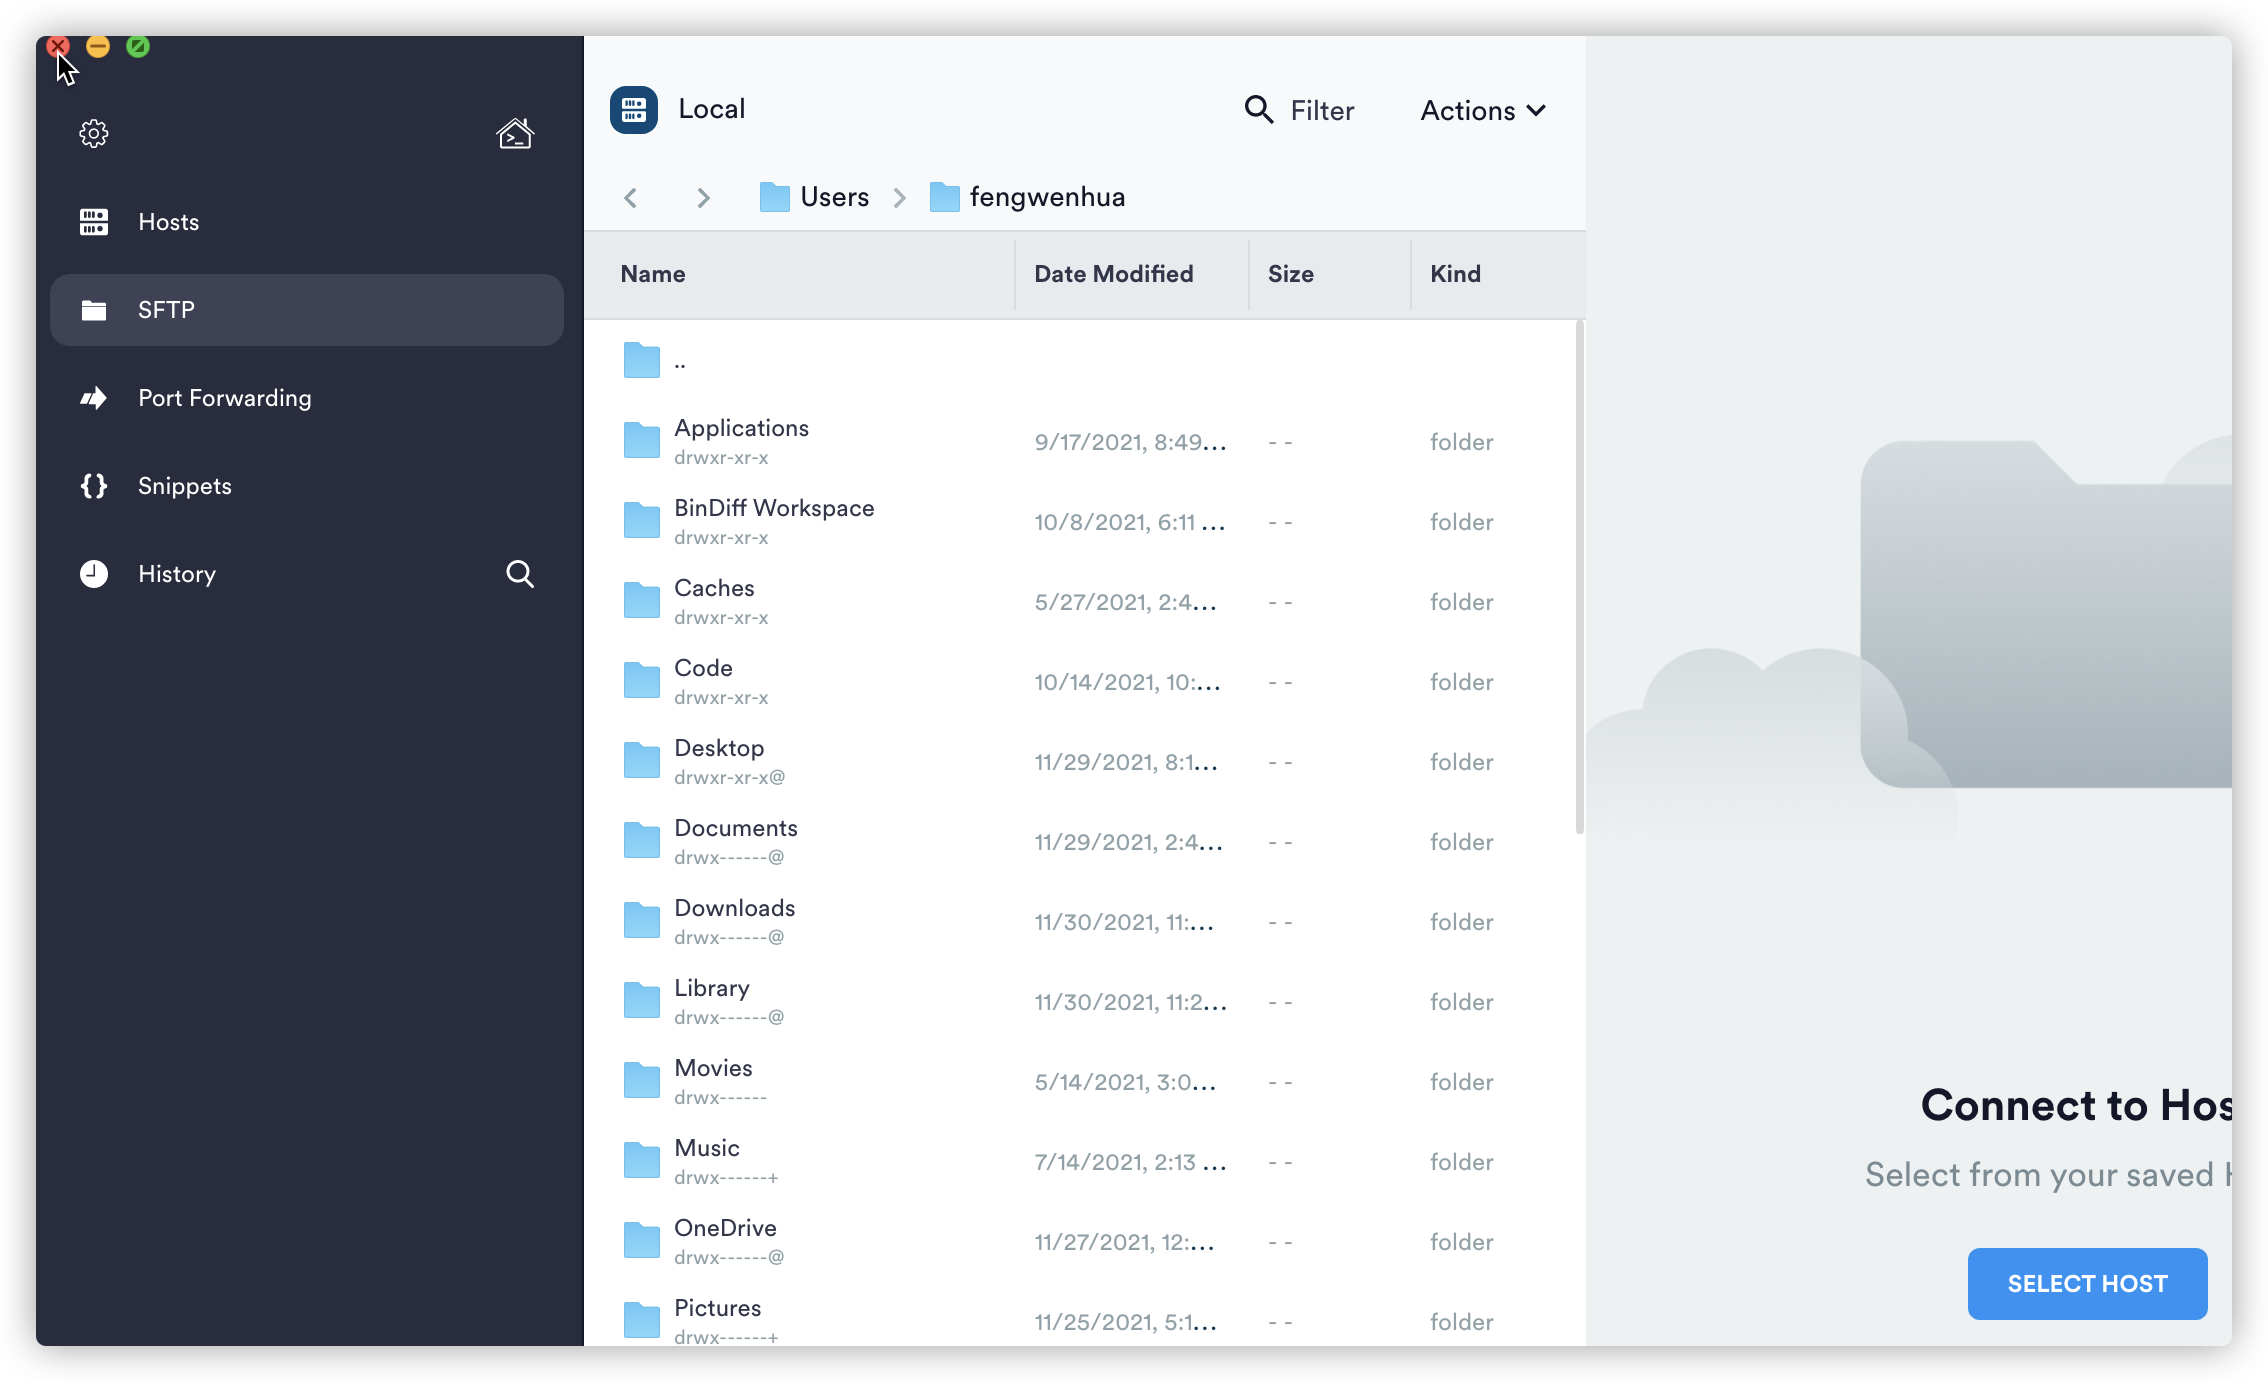 Hosts
SFTP
Port Forwarding
Snippets
History
Local
Filter
Actions
Users
fengwenhua
Name Date Modified Size Kind
..
Applications
drwxr-xr-x
9/17/2021, 8:49... - - folder
BinDiff Workspace
drwxr-xr-x
10/8/2021, 6:11 ... - - folder
Caches
drwxr-xr-x
5/27/2021, 2:4... - - folder
Code
drwxr-xr-x
10/14/2021, 10:... - - folder
Desktop
drwxr-xr-x@
11/29/2021, 8:1... - - folder
Documents
drwx------@
11/29/2021, 2:4... - - folder
Downloads
drwx------@
11/30/2021, 11:... - - folder
Library
drwx------@
11/30/2021, 11:2... - - folder
Movies
drwx------
5/14/2021, 3:0... - - folder
Music
drwx------+
7/14/2021, 2:13 ... - - folder
OneDrive
drwx------@
11/27/2021, 12:... - - folder
Pictures
drwx------+
11/25/2021, 5:1... - - folder
Connect to Hos
Select from your saved
SELECT HOST